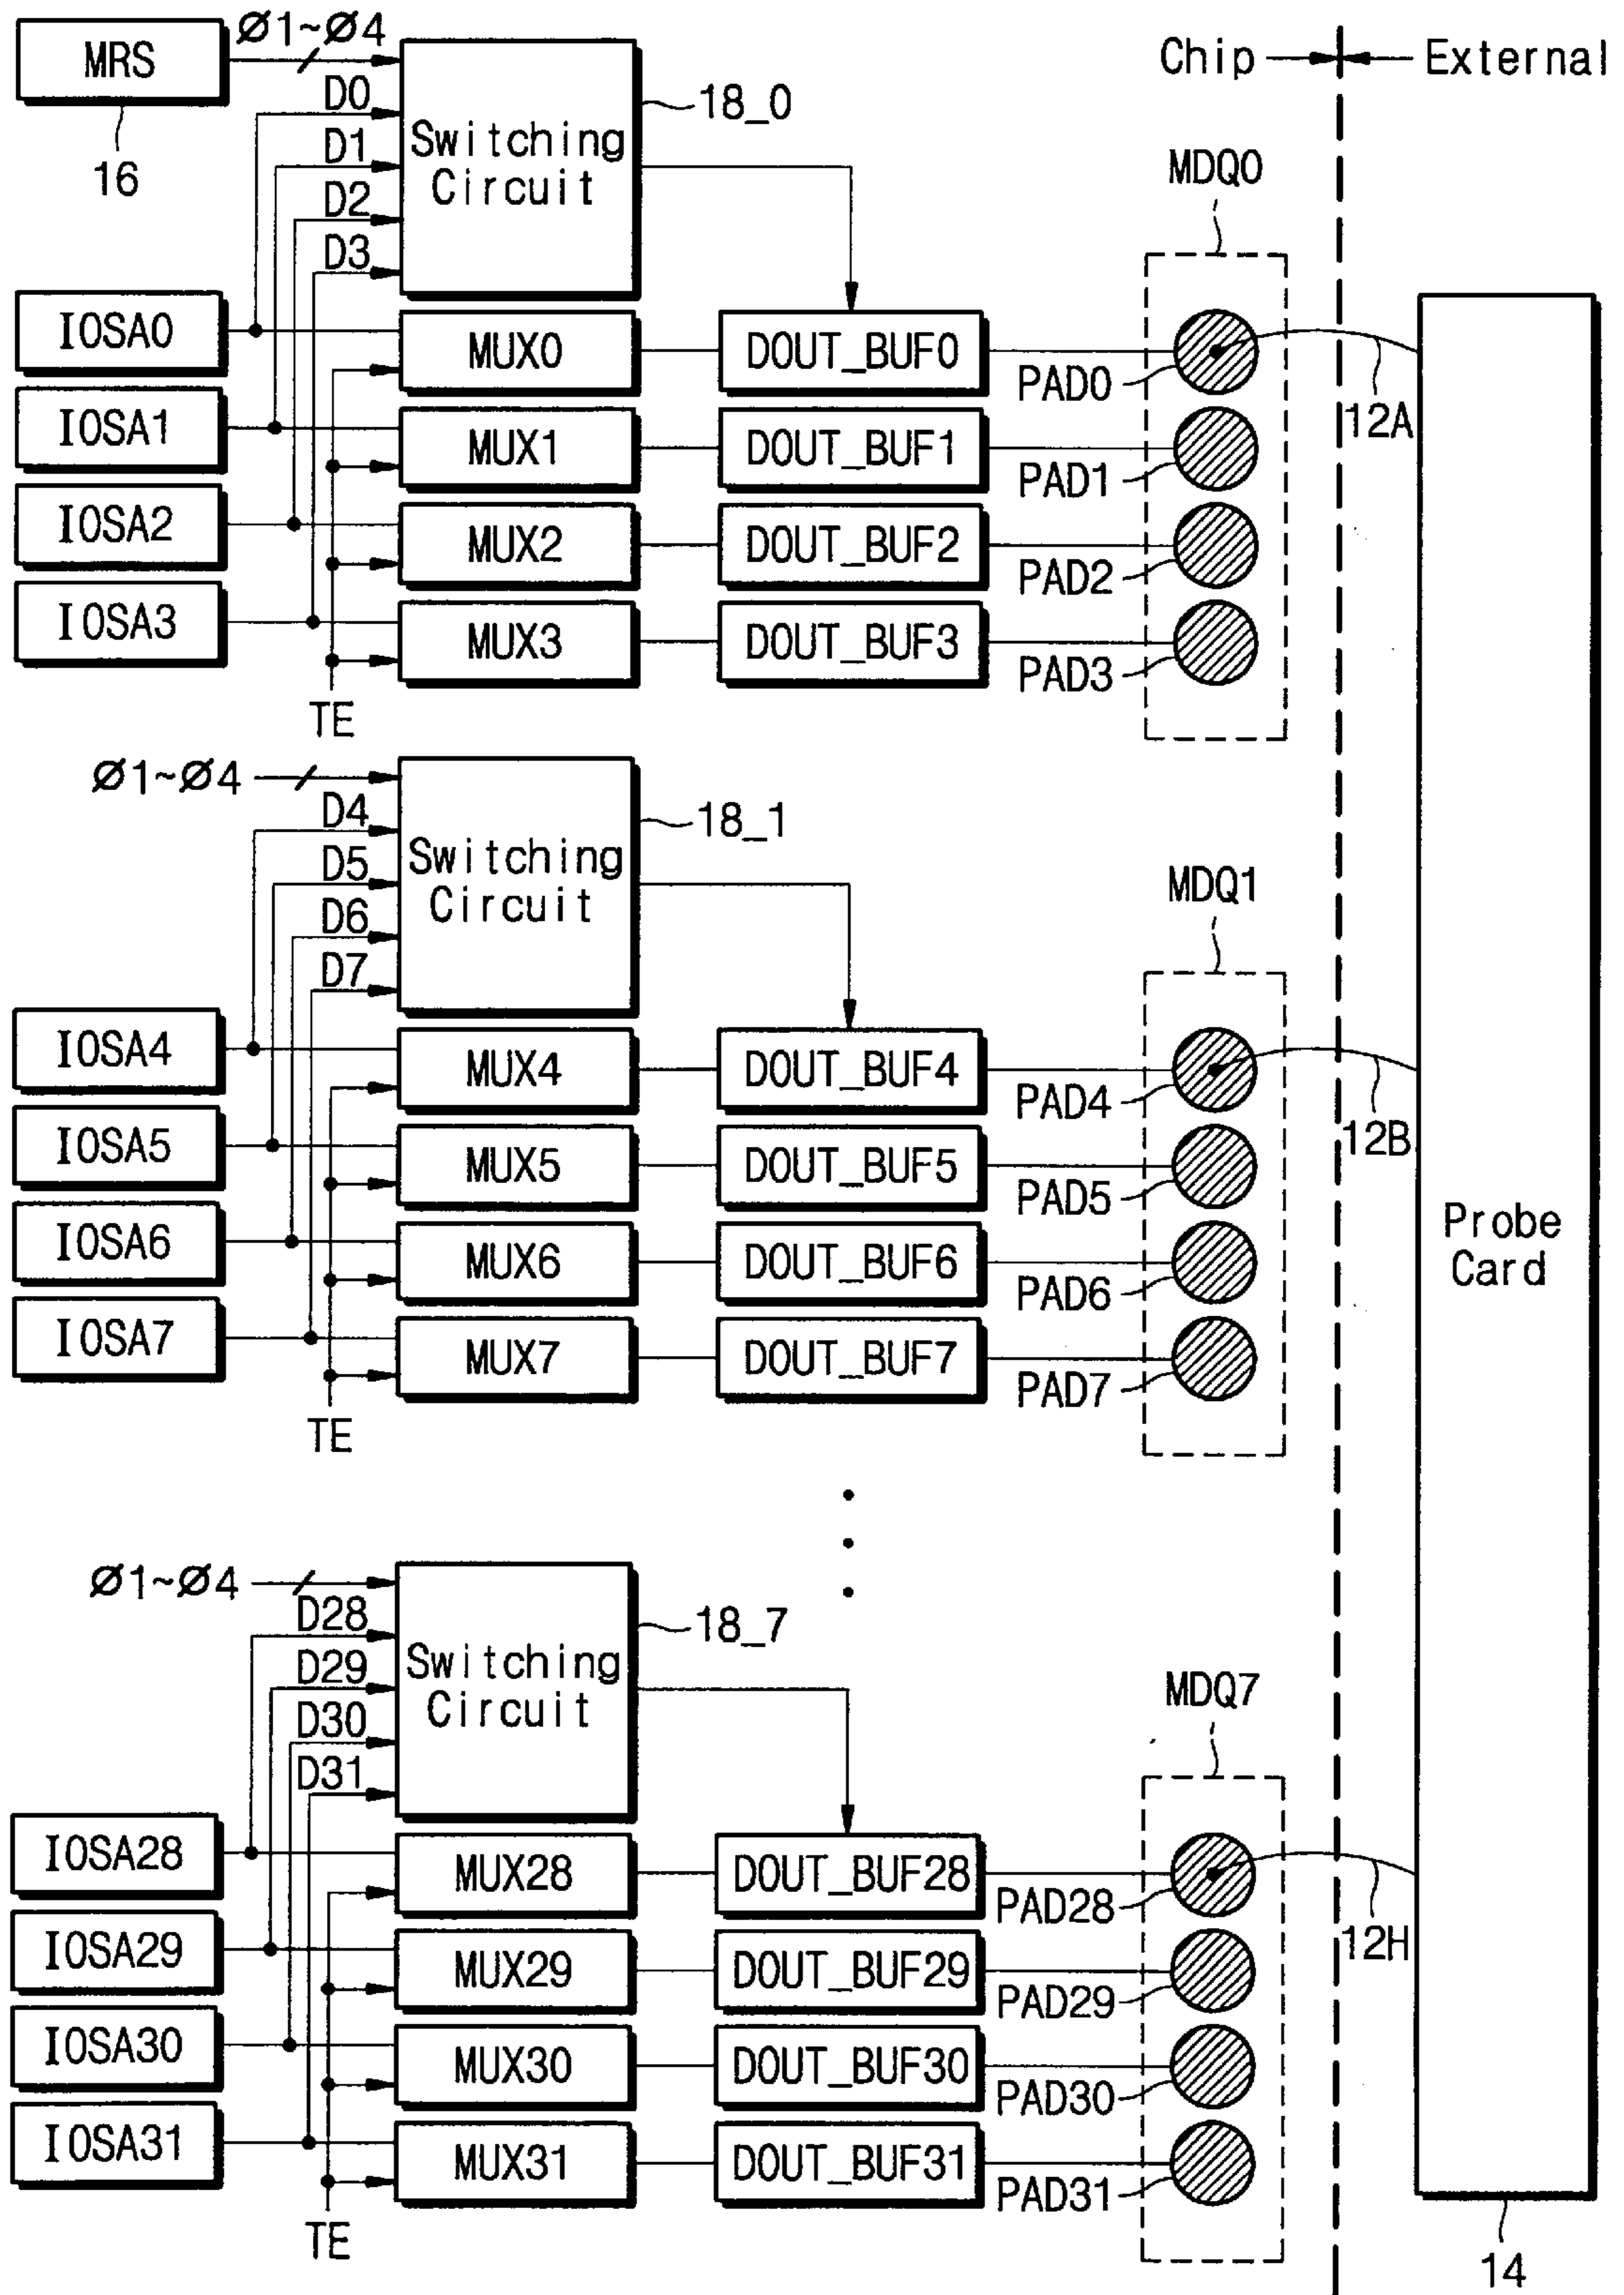 MRS
Ø1~Ø4
16
D0
D1
D2
D3
Switching
Circuit
18_0
Chip
External
MDQ0
IOSA0
MUX0
DOUT_BUF0
PAD0
12A
IOSA1
MUX1
DOUT_BUF1
PAD1
IOSA2
MUX2
DOUT_BUF2
PAD2
IOSA3
MUX3
DOUT_BUF3
PAD3
TE
Ø1~Ø4
D4
D5
D6
D7
Switching
Circuit
18_1
MDQ1
IOSA4
MUX4
DOUT_BUF4
PAD4
12B
IOSA5
MUX5
DOUT_BUF5
PAD5
IOSA6
MUX6
DOUT_BUF6
PAD6
IOSA7
MUX7
DOUT_BUF7
PAD7
TE
Probe
Card
Ø1~Ø4
D28
D29
D30
D31
Switching
Circuit
18_7
MDQ7
IOSA28
MUX28
DOUT_BUF28
PAD28
12H
IOSA29
MUX29
DOUT_BUF29
PAD29
IOSA30
MUX30
DOUT_BUF30
PAD30
IOSA31
MUX31
DOUT_BUF31
PAD31
TE
14